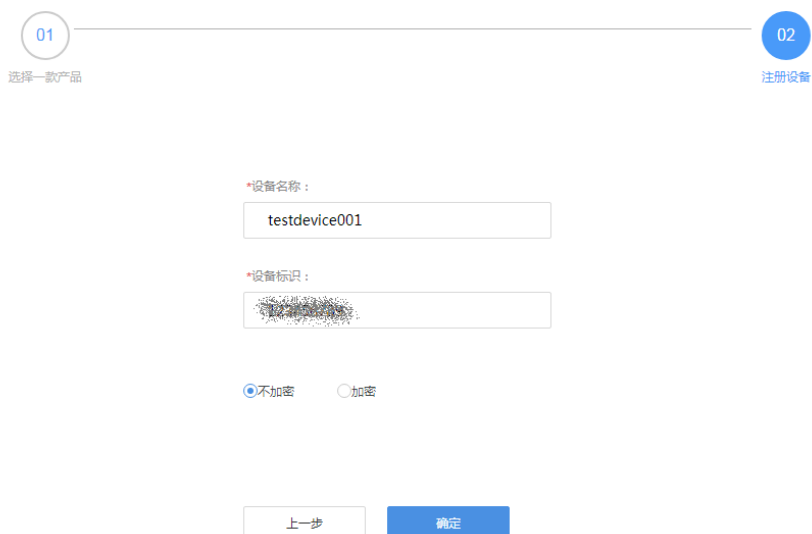 01
02
选择一款产品
注册设备
*设备名称：
testdevice001
*设备标识：
不加密 加密
上一步 确定